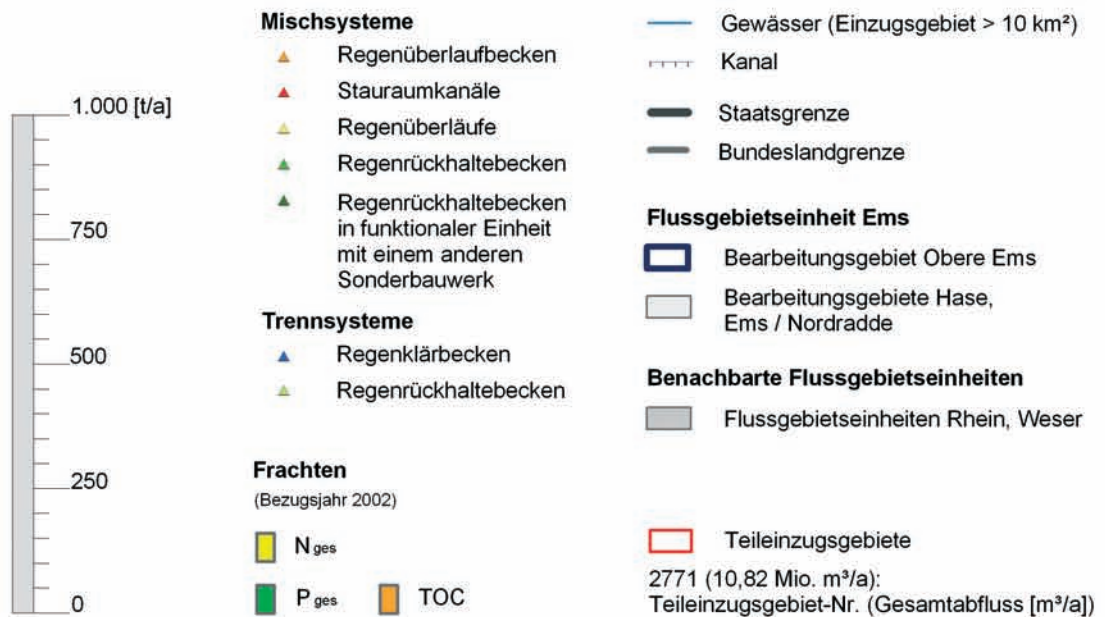 1.000 [t/a]
750
500
250
0
Mischsysteme
Regenüberlaufbecken
Stauraumkanäle
Regenüberläufe
Regenrückhaltebecken
Regenrückhaltebecken
in funktionaler Einheit
mit einem anderen
Sonderbauwerk
Trennsysteme
Regenklärbecken
Regenrückhaltebecken
Frachten
(Bezugsjahr 2002)
N ges
P ges
TOC
Gewässer (Einzugsgebiet > 10 km²)
Kanal
Staatsgrenze
Bundeslandgrenze
Flussgebietseinheit Ems
Bearbeitungsgebiet Obere Ems
Bearbeitungsgebiete Hase,
Ems / Nordradde
Benachbarte Flussgebietseinheiten
Flussgebietseinheiten Rhein, Weser
Teileinzugsgebiete
2771 (10,82 Mio. m³/a):
Teileinzugsgebiet-Nr. (Gesamtabfluss [m³/a])